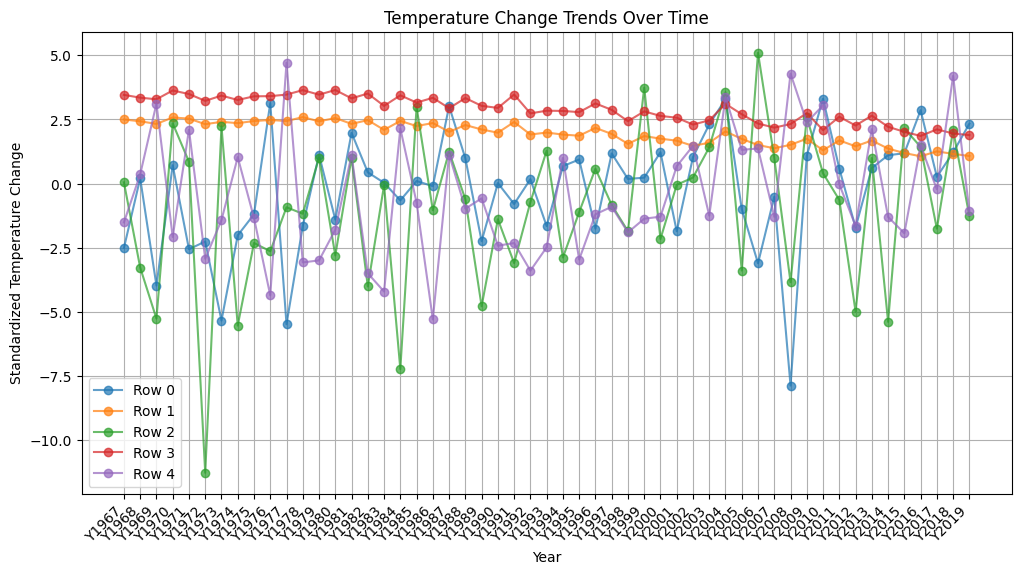 Temperature Change Trends Over Time
Standardized Temperature Change
5.0
2.5
0.0
−2.5
−5.0
−7.5
−10.0
Row 0
Row 1
Row 2
Row 3
Row 4
Y1967
Y1968
Y1969
Y1970
Y1971
Y1972
Y1973
Y1974
Y1975
Y1976
Y1977
Y1978
Y1979
Y1980
Y1981
Y1982
Y1983
Y1984
Y1985
Y1986
Y1987
Y1988
Y1989
Y1990
Y1991
Y1992
Y1993
Y1994
Y1995
Y1996
Y1997
Y1998
Y1999
Y2000
Y2001
Y2002
Y2003
Y2004
Y2005
Y2006
Y2007
Y2008
Y2009
Y2010
Y2011
Y2012
Y2013
Y2014
Y2015
Y2016
Y2017
Y2018
Y2019
Year